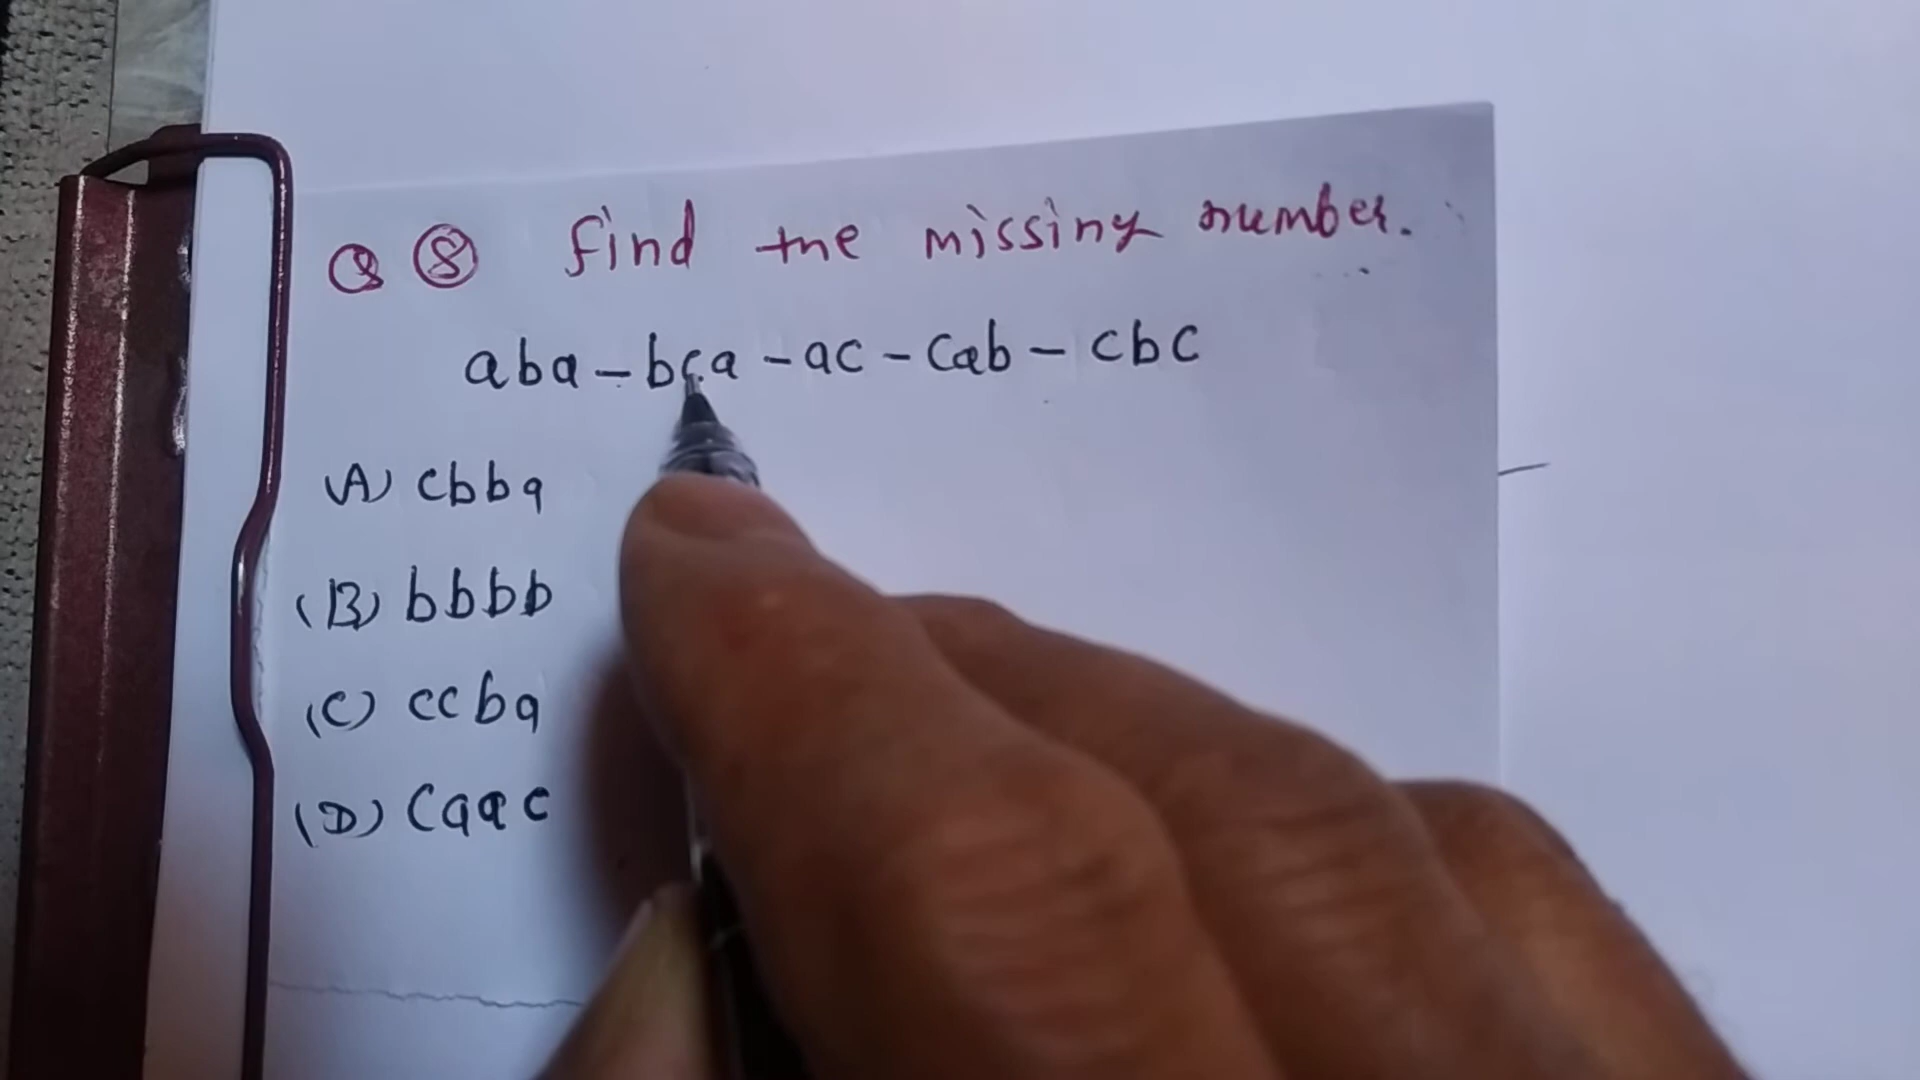 Q 8 Find the missing number.
aba - bca - ac - cab - cbc
(A) cbba
(B) bbbb
(C) ccba
(D) caac